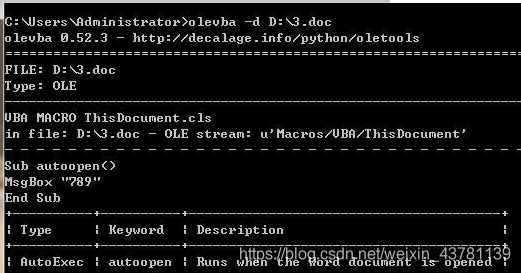 C:\Users\Administrator>olevba -d D:\3.doc
olevba 0.52.3 - http://decalage.info/python/oletools
===============================================================================
FILE: D:\3.doc
Type: OLE
-------------------------------------------------------------------------------
VBA MACRO ThisDocument.cls
in file: D:\3.doc - OLE stream: u'Macros/VBA/ThisDocument'
- - - - - - - - - - - - - - - - - - - - - - - - - - - - - - - - - - - - - - -
Sub autoopen()
MsgBox "789"
End Sub
+----------+----------+---------------------------------------+
| Type | Keyword | Description |
+----------+----------+---------------------------------------+
| AutoExec | autoopen | Runs when the Word document is opened |
https://blog.csdn.net/weixin_43781139